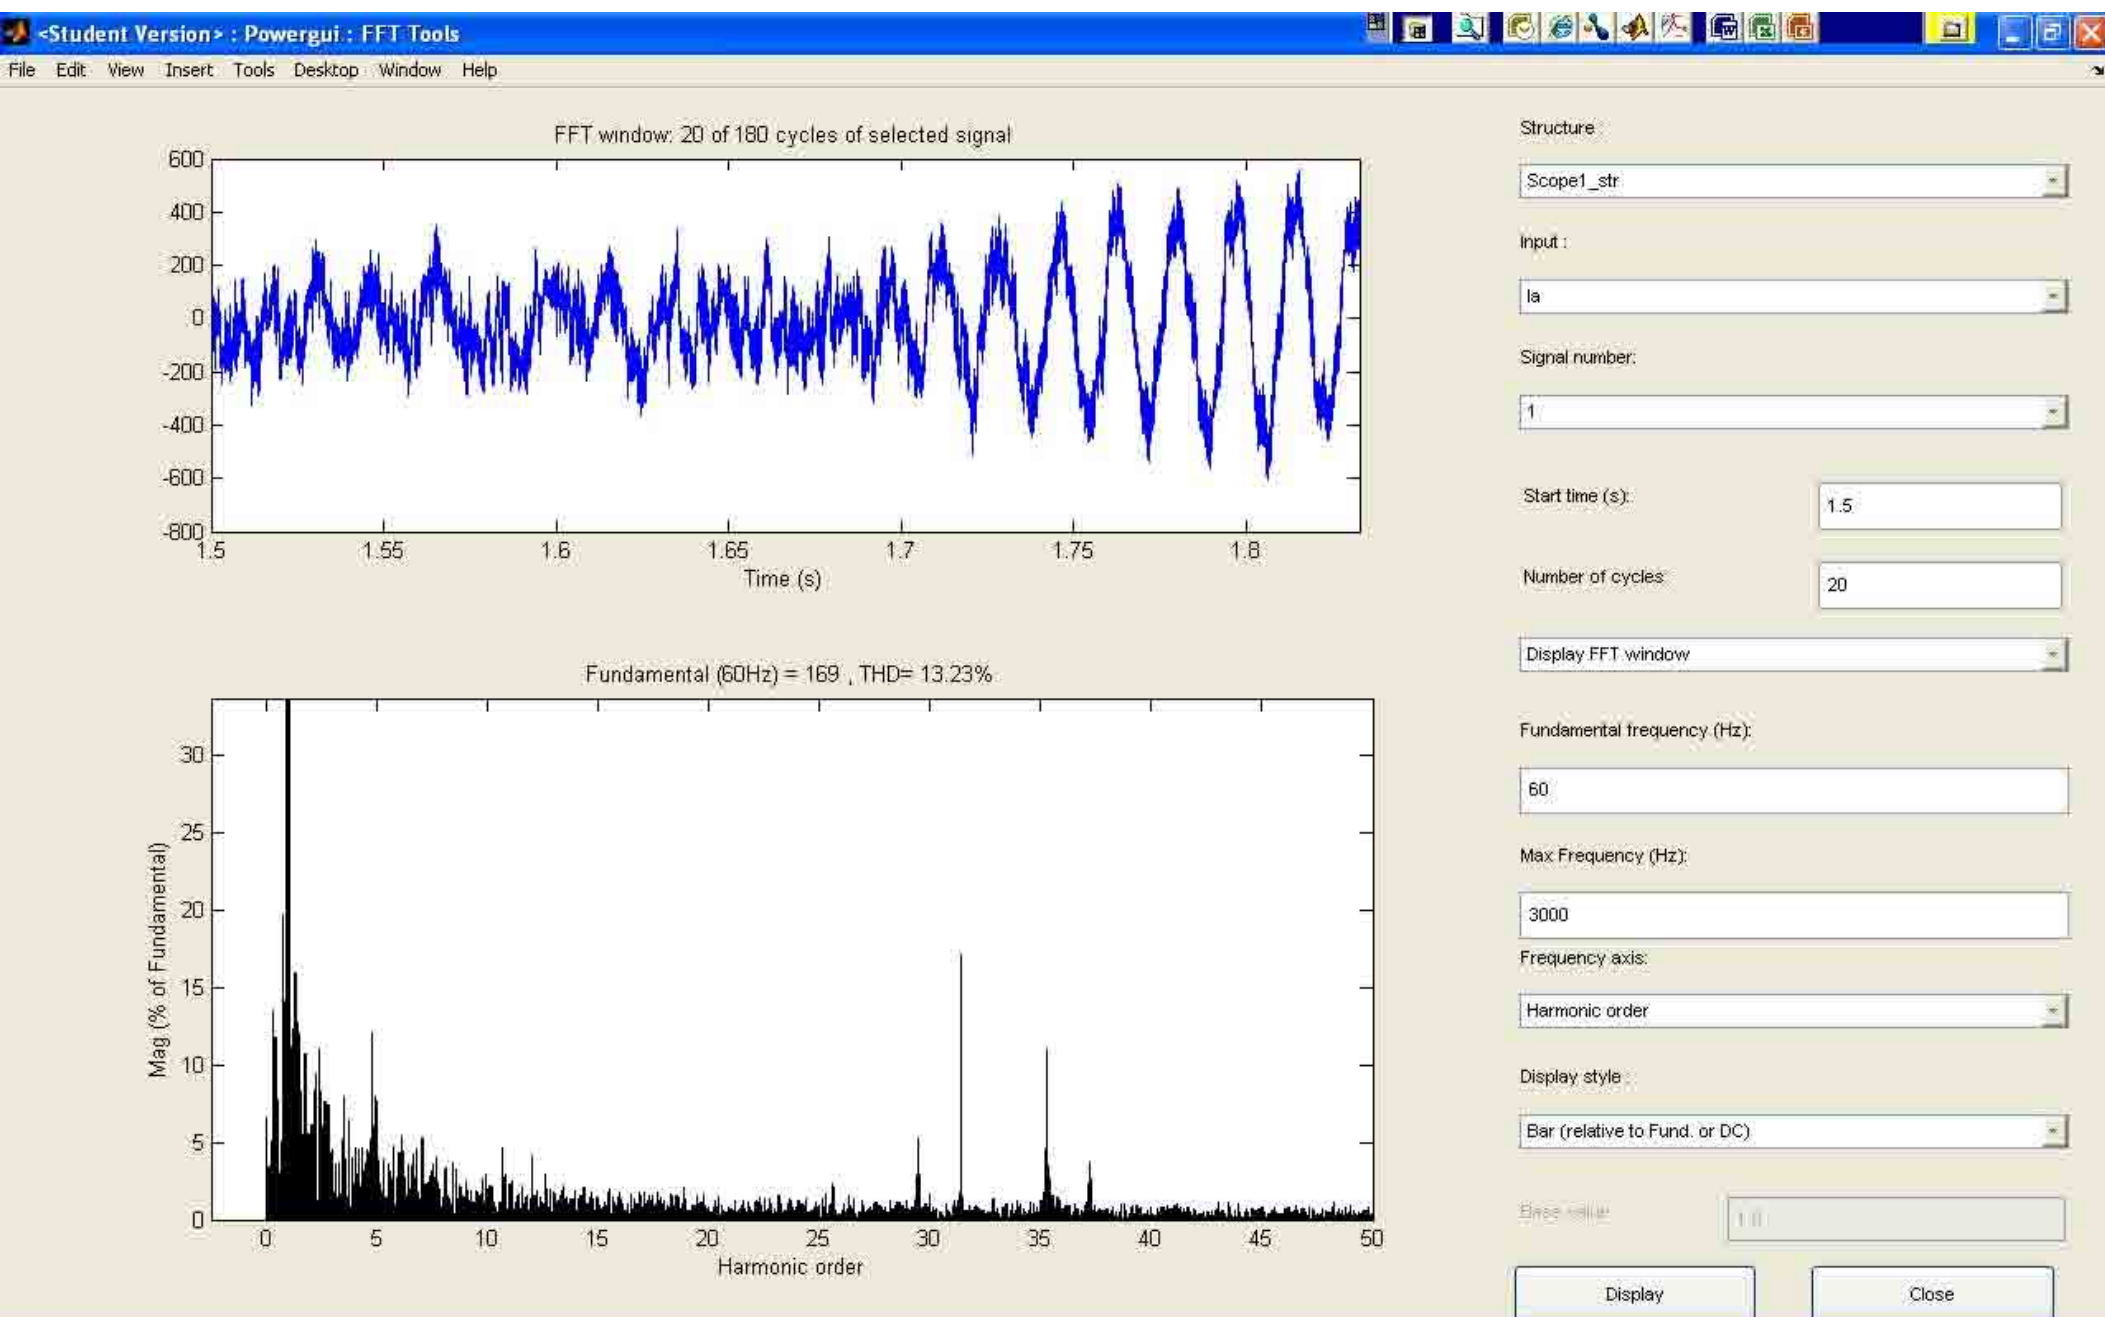 <Student Version> : Powergui : FFT Tools
File Edit View Insert Tools Desktop Window Help
FFT window: 20 of 180 cycles of selected signal
600
400
200
0
-200
-400
-600
-800
1.5 1.55 1.6 1.65 1.7 1.75 1.8
Time (s)
Fundamental (60Hz) = 169 , THD= 13.23%
Mag (% of Fundamental)
30
25
20
15
10
5
0
0 5 10 15 20 25 30 35 40 45 50
Harmonic order
Structure :
Scope1_str
Input :
Ia
Signal number:
1
Start time (s): 1.5
Number of cycles: 20
Display FFT window
Fundamental frequency (Hz):
60
Max Frequency (Hz):
3000
Frequency axis:
Harmonic order
Display style :
Bar (relative to Fund. or DC)
Base value: 1.0
Display Close